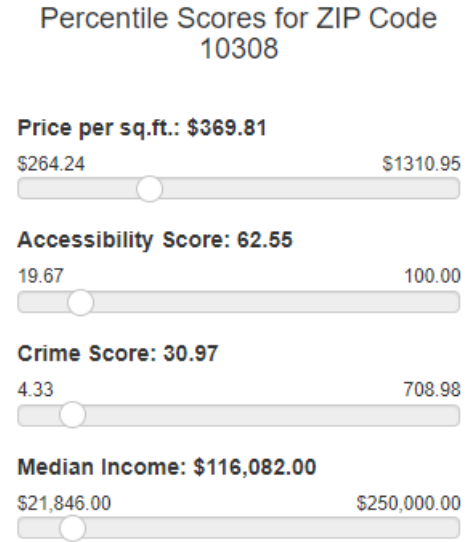 Percentile Scores for ZIP Code
10308
Price per sq.ft.: $369.81
$264.24 $1310.95
Accessibility Score: 62.55
19.67 100.00
Crime Score: 30.97
4.33 708.98
Median Income: $116,082.00
$21,846.00 $250,000.00